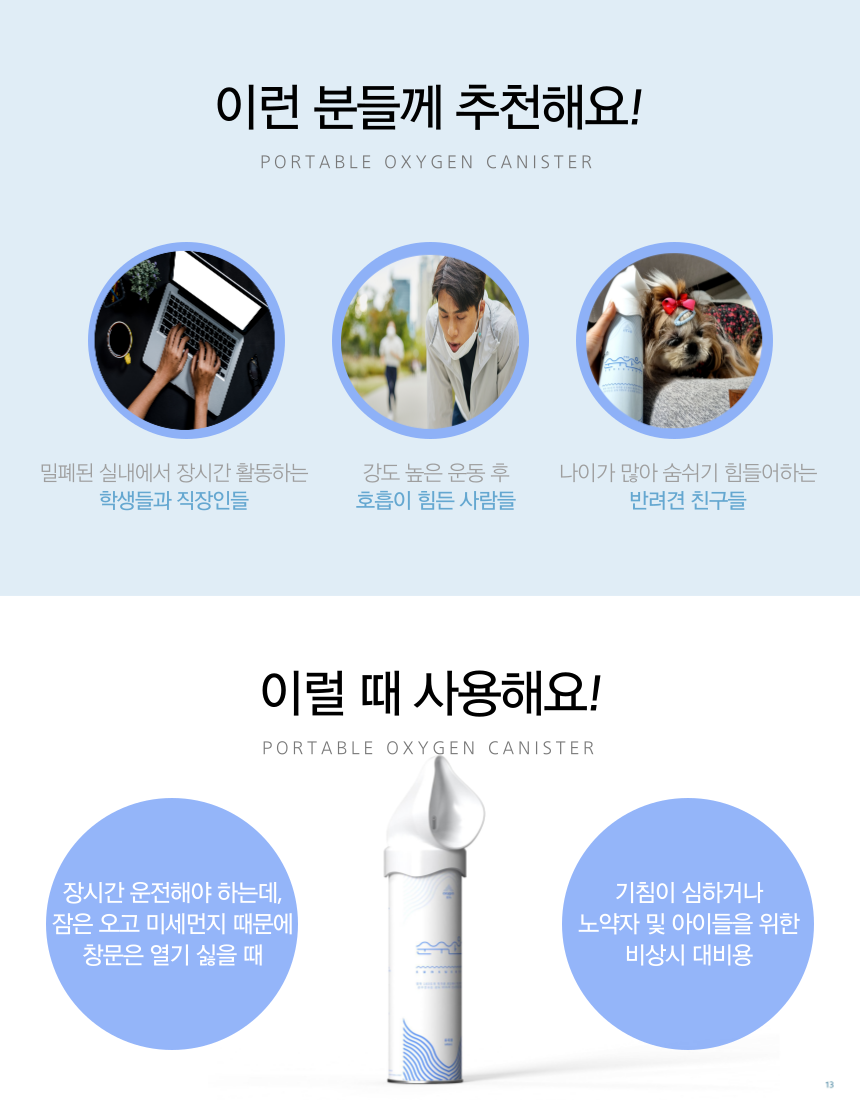 이런 분들께 추천해요!
PORTABLE OXYGEN CANISTER
밀폐된 실내에서 장시간 활동하는
학생들과 직장인들
강도 높은 운동 후
호흡이 힘든 사람들
나이가 많아 숨쉬기 힘들어하는
반려견 친구들
이럴 때 사용해요!
PORTABLE OXYGEN CANISTER
장시간 운전해야 하는데,
잠은 오고 미세먼지 때문에
창문은 열기 싫을 때
기침이 심하거나
노약자 및 아이들을 위한
비상시 대비용
13